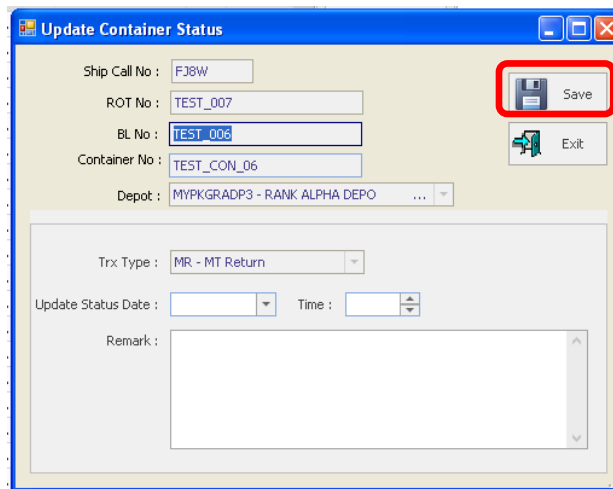 Update Container Status
Ship Call No : FJ8W
ROT No : TEST_007
BL No : TEST_006
Container No : TEST_CON_06
Depot : MYPKGRADP3 - RANK ALPHA DEPO ...
Save
Exit
Trx Type : MR - MT Return
Update Status Date : Time :
Remark :